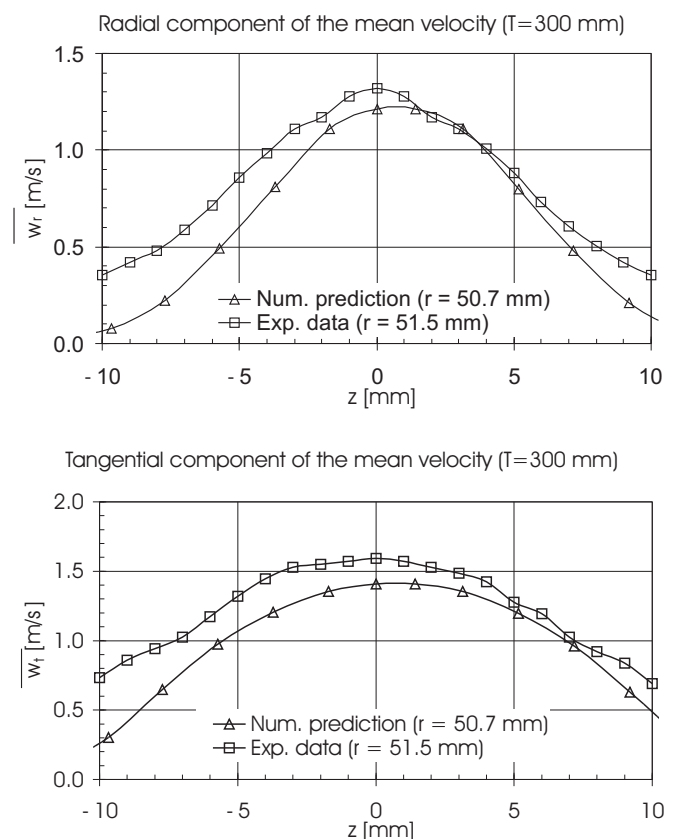 Radial component of the mean velocity (T=300 mm)
1.5
1.0
0.5
0.0
wr [m/s]
Num. prediction (r = 50.7 mm)
Exp. data (r = 51.5 mm)
- 10 - 5 0 5 10
z [mm]
Tangential component of the mean velocity (T=300 mm)
2.0
1.5
1.0
0.5
0.0
wt [m/s]
Num. prediction (r = 50.7 mm)
Exp. data (r = 51.5 mm)
- 10 - 5 0 5 10
z [mm]